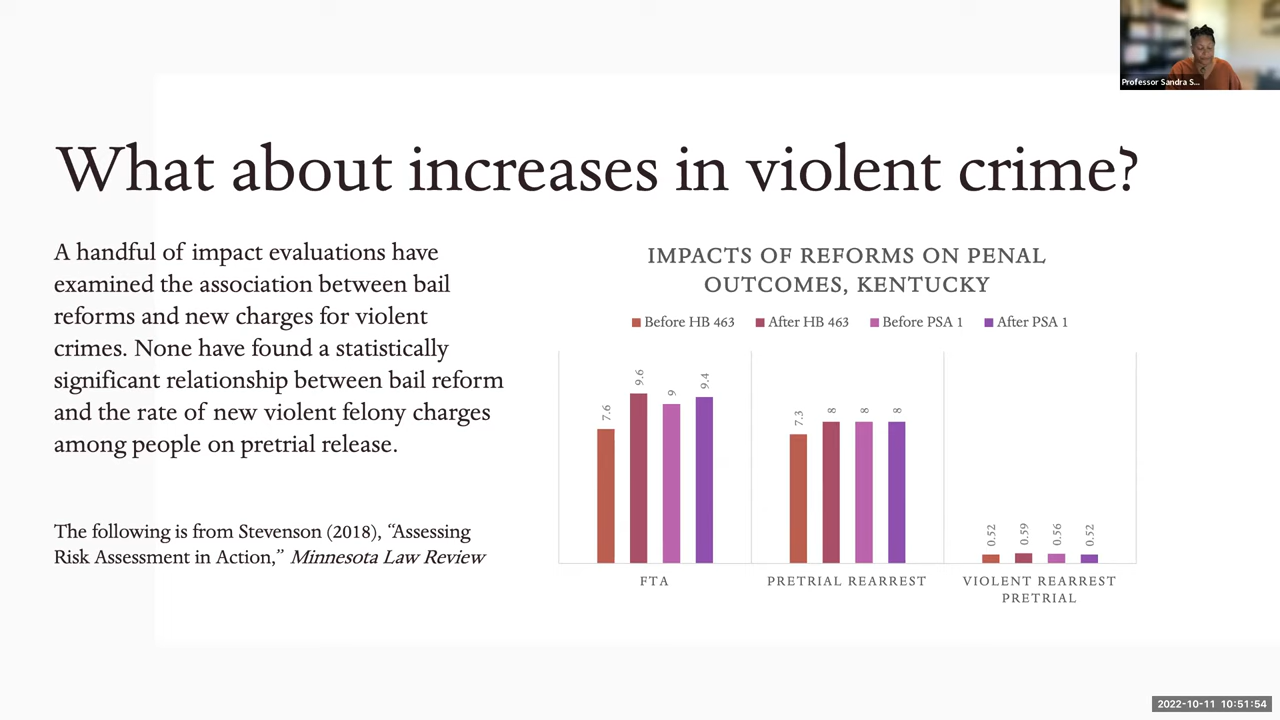 Professor Sandra S...
What about increases in violent crime?
A handful of impact evaluations have
examined the association between bail
reforms and new charges for violent
crimes. None have found a statistically
significant relationship between bail reform
and the rate of new violent felony charges
among people on pretrial release.
The following is from Stevenson (2018), “Assessing
Risk Assessment in Action,” Minnesota Law Review
IMPACTS OF REFORMS ON PENAL
OUTCOMES, KENTUCKY
Before HB 463 After HB 463 Before PSA 1 After PSA 1
7.6 9.6 9 9.4 7.3 8 8 8 0.52 0.59 0.56 0.52
FTA PRETRIAL REARREST VIOLENT REARREST
PRETRIAL
2022-10-11 10:51:54